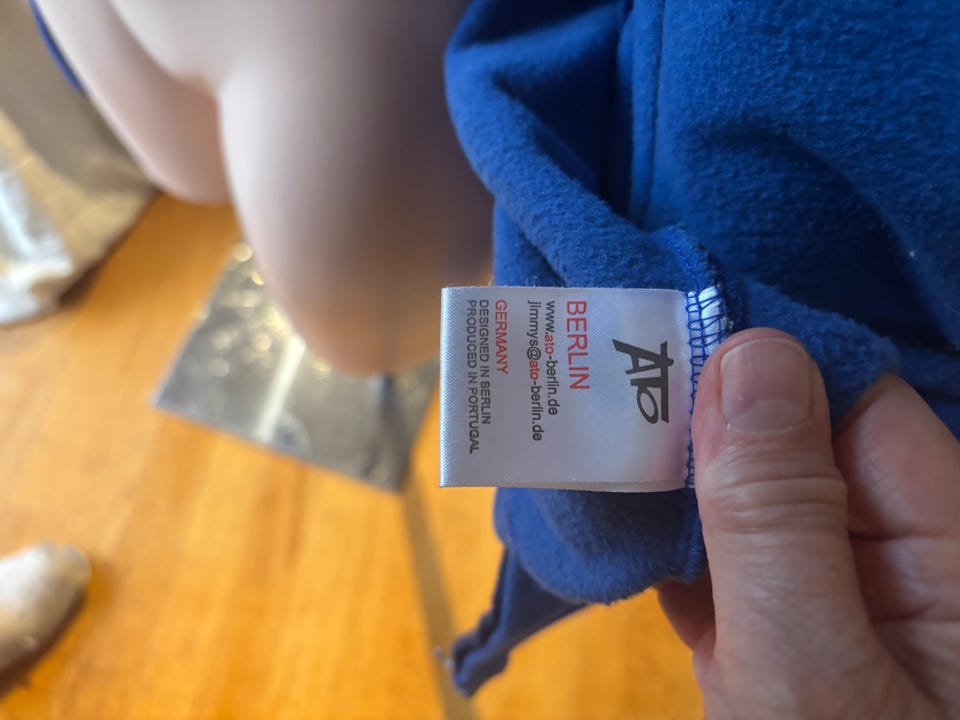 ATO
BERLIN
www.ato-berlin.de
jimmys@ato-berlin.de
GERMANY
DESIGNED IN BERLIN
PRODUCED IN PORTUGAL